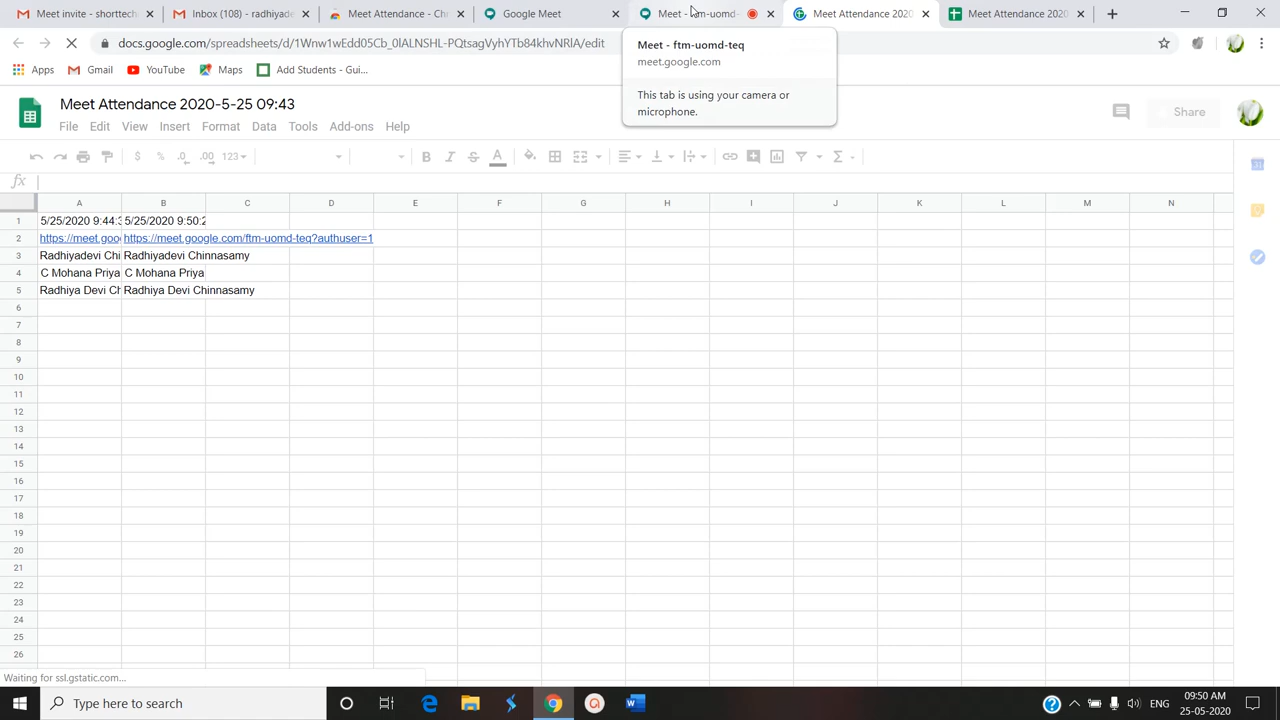 Meet invite - shorttech
Inbox (108) - radhiyade
Meet Attendance - Ch
Google Meet
Meet - ftm-uomd-
Meet Attendance 2020
Meet Attendance 2020
docs.google.com/spreadsheets/d/1Wnw1wEdd05Cb_0lALNSHL-PQtsagVyhYTb84khvNRlA/edit
Meet - ftm-uomd-teq
meet.google.com
This tab is using your camera or
microphone.
Apps
Gmail
YouTube
Maps
Add Students - Gui...
Meet Attendance 2020-5-25 09:43
Share
File Edit View Insert Format Data Tools Add-ons Help
$ % .0 .00 123
B I S A
fx
A B C D E F G H I J K L M N
1 5/25/2020 9:44:3 5/25/2020 9:50:2
2 https://meet.goo https://meet.google.com/ftm-uomd-teq?authuser=1
3 Radhiyadevi Chi Radhiyadevi Chinnasamy
4 C Mohana Priya C Mohana Priya
5 Radhiya Devi Ch Radhiya Devi Chinnasamy
6
7
8
9
10
11
12
13
14
15
16
17
18
19
20
21
22
23
24
25
26
Waiting for ssl.gstatic.com...
Type here to search
ENG
09:50 AM
25-05-2020